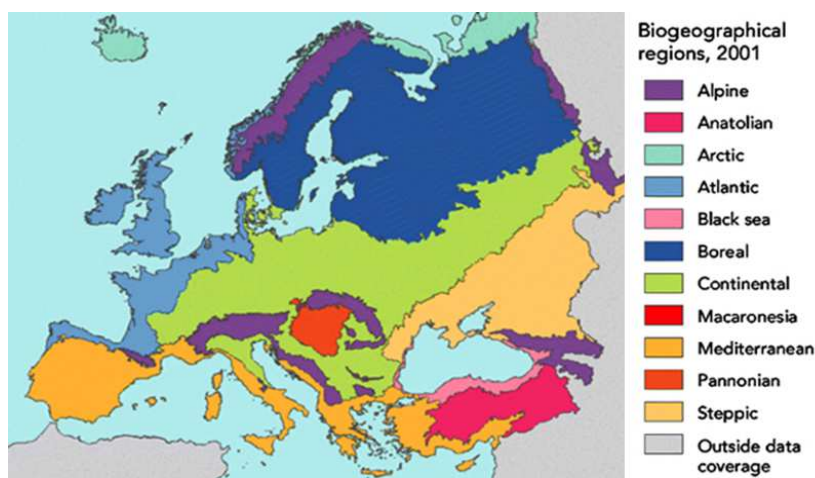 Biogeographical
regions, 2001
Alpine
Anatolian
Arctic
Atlantic
Black sea
Boreal
Continental
Macaronesia
Mediterranean
Pannonian
Steppic
Outside data
coverage